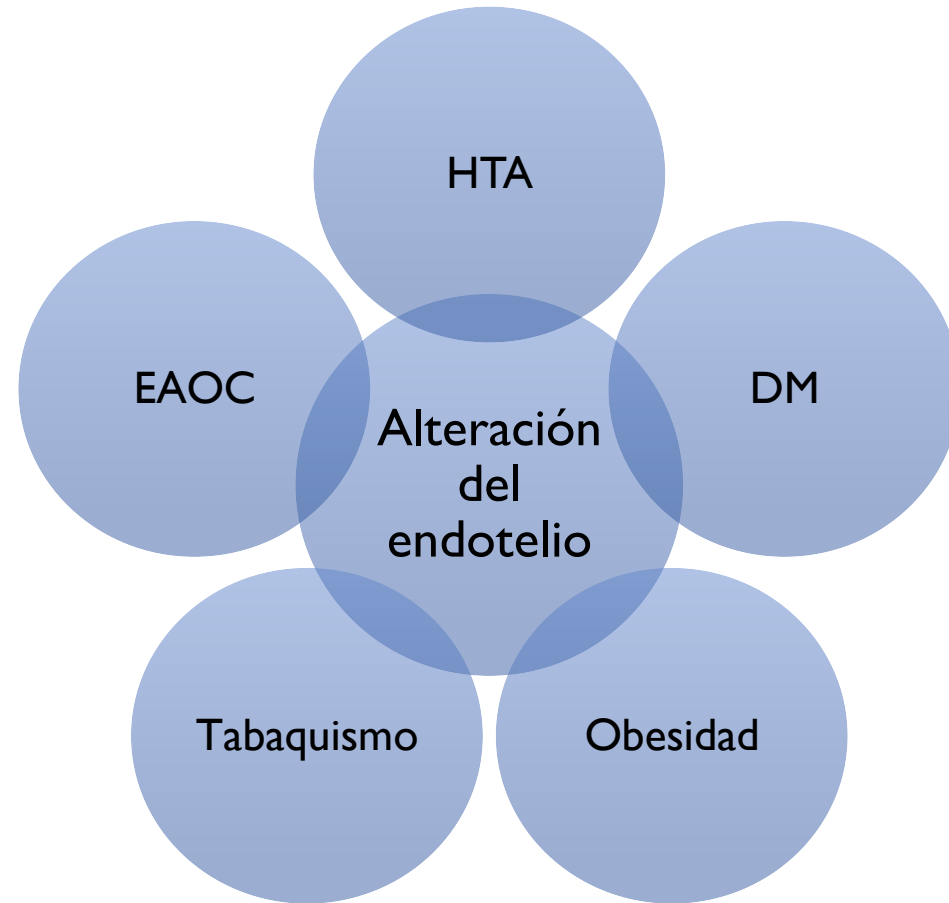 HTA
EAOC
DM
Alteración
del
endotelio
Tabaquismo
Obesidad